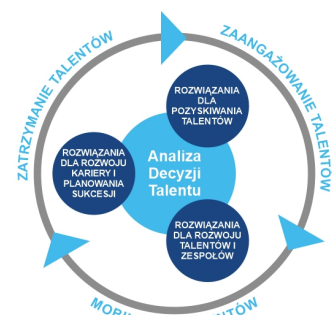 ZATRZYMANIE TALENTÓW
ZAANGAŻOWANIE TALENTÓW
ROZWIĄZANIA
DLA
POZYSKIWANIA
TALENTÓW
ROZWIĄZANIA
DLA ROZWOJU
KARIERY I
PLANOWANIA
SUKCESJI
Analiza
Decyzji
Talentu
ROZWIĄZANIA
DLA ROZWOJU
TALENTÓW I
ZESPOŁÓW